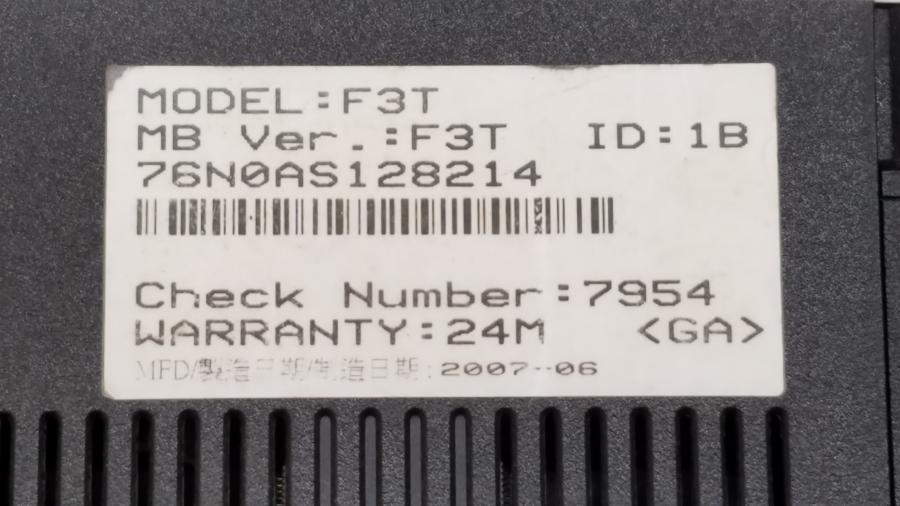 MODEL:F3T
MB Ver.:F3T ID:1B
76N0AS128214
Check Number:7954
WARRANTY:24M <GA>
MFD/製造日期/制造日期:2007-06